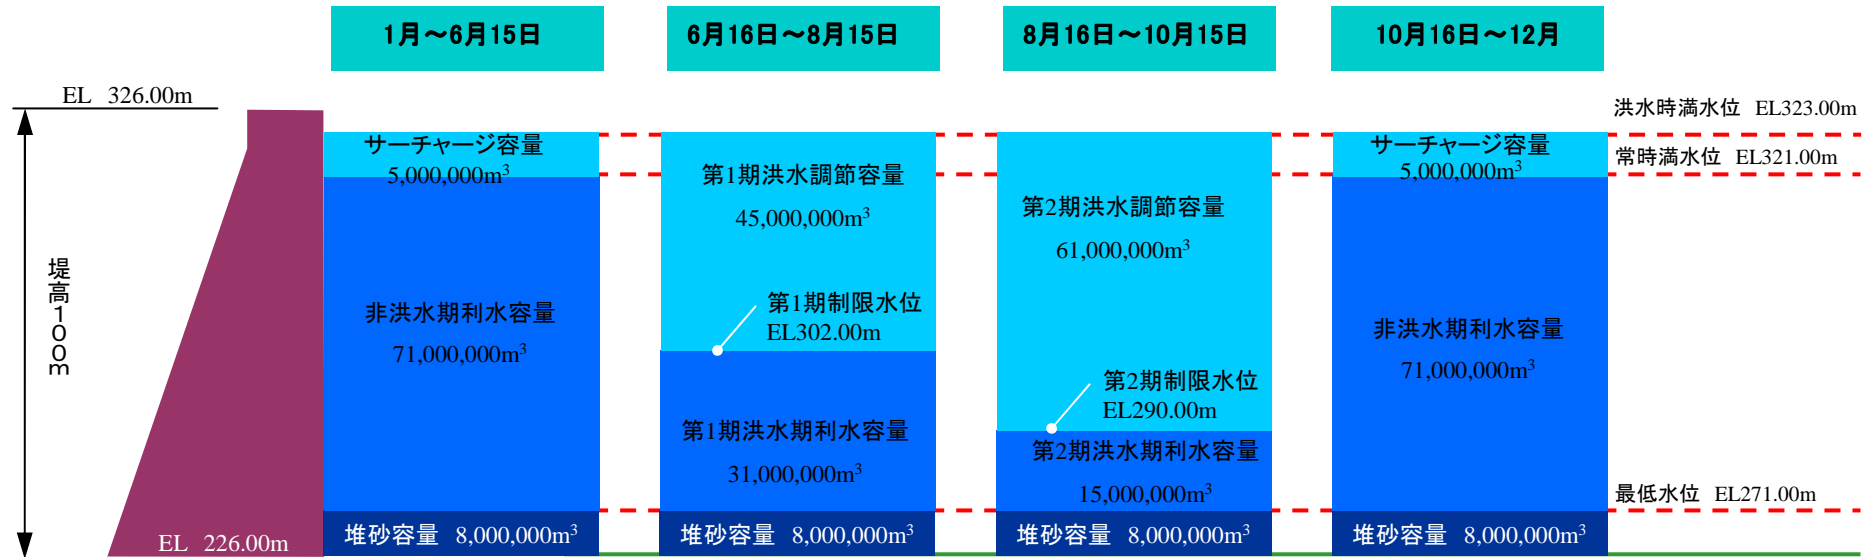 1月～6月15日
6月16日～8月15日
8月16日～10月15日
10月16日～12月
EL 326.00m
堤高100m
EL 226.00m
サーチャージ容量
5,000,000m³
非洪水期利水容量
71,000,000m³
堆砂容量 8,000,000m³
第1期洪水調節容量
45,000,000m³
第1期制限水位
EL302.00m
第1期洪水期利水容量
31,000,000m³
堆砂容量 8,000,000m³
第2期洪水調節容量
61,000,000m³
第2期制限水位
EL290.00m
第2期洪水期利水容量
15,000,000m³
堆砂容量 8,000,000m³
サーチャージ容量
5,000,000m³
非洪水期利水容量
71,000,000m³
堆砂容量 8,000,000m³
洪水時満水位 EL323.00m
常時満水位 EL321.00m
最低水位 EL271.00m